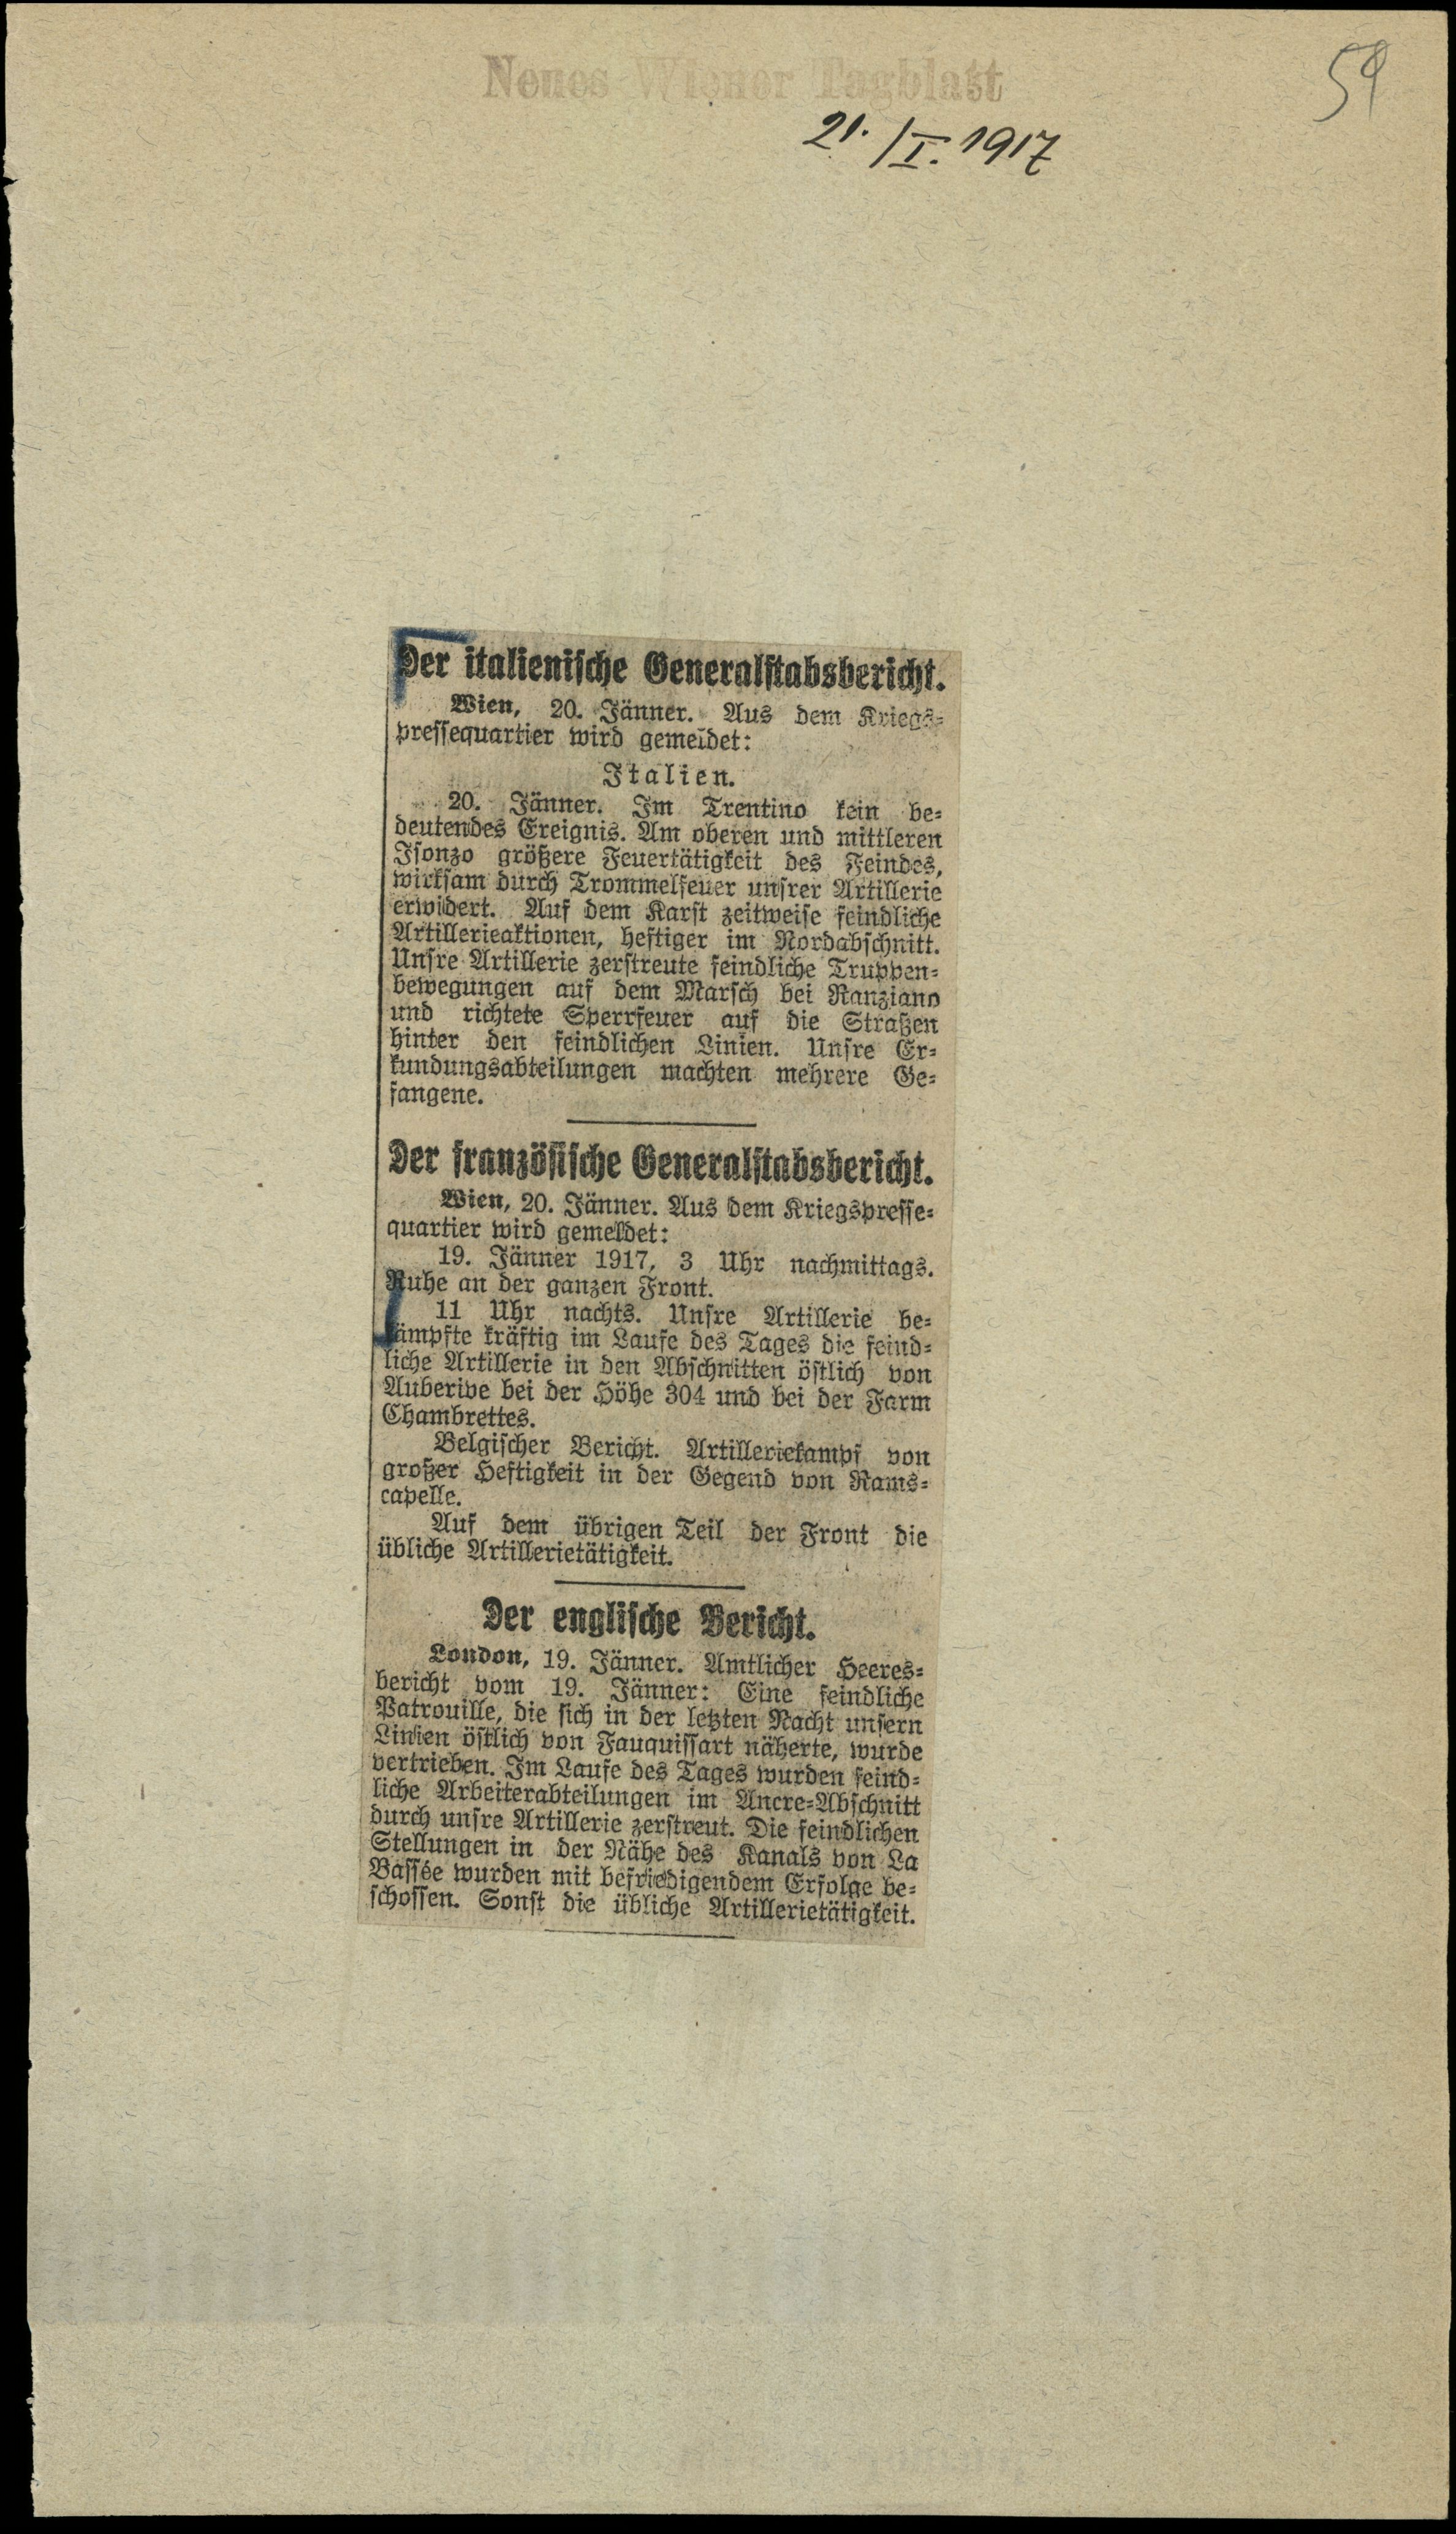 Neues Wiener Tagblatt
59
21./I. 1917
Der italienische Generalstabsbericht.
Wien, 20. Jänner. Aus dem Kriegs-
pressequartier wird gemeldet:
Italien.
20. Jänner. Im Trentino kein be-
deutendes Ereignis. Am oberen und mittleren
Isonzo größere Feuertätigkeit des Feindes,
wirksam durch Trommelfeuer unsrer Artillerie
erwidert. Auf dem Karst zeitweise feindliche
Artillerieaktionen, heftiger im Nordabschnitt.
Unsre Artillerie zerstreute feindliche Truppen-
bewegungen auf dem Marsch bei Ranziano
und richtete Sperrfeuer auf die Straßen
hinter den feindlichen Linien. Unsre Er-
kundungsabteilungen machten mehrere Ge-
fangene.
Der französische Generalstabsbericht.
Wien, 20. Jänner. Aus dem Kriegspresse-
quartier wird gemeldet:
19. Jänner 1917, 3 Uhr nachmittags.
Ruhe an der ganzen Front.
11 Uhr nachts. Unsre Artillerie be-
kämpfte kräftig im Laufe des Tages die feind-
liche Artillerie in den Abschnitten östlich von
Auberive bei der Höhe 304 und bei der Farm
Chambrettes.
Belgischer Bericht. Artilleriekampf von
großer Heftigkeit in der Gegend von Rams-
capelle.
Auf dem übrigen Teil der Front die
übliche Artillerietätigkeit.
Der englische Bericht.
London, 19. Jänner. Amtlicher Heeres-
bericht vom 19. Jänner: Eine feindliche
Patrouille, die sich in der letzten Nacht unsern
Linien östlich von Fauquissart näherte, wurde
vertrieben. Im Laufe des Tages wurden feind-
liche Arbeiterabteilungen im Ancre-Abschnitt
durch unsre Artillerie zerstreut. Die feindlichen
Stellungen in der Nähe des Kanals von La
Bassée wurden mit befriedigendem Erfolge be-
schossen. Sonst die übliche Artillerietätigkeit.